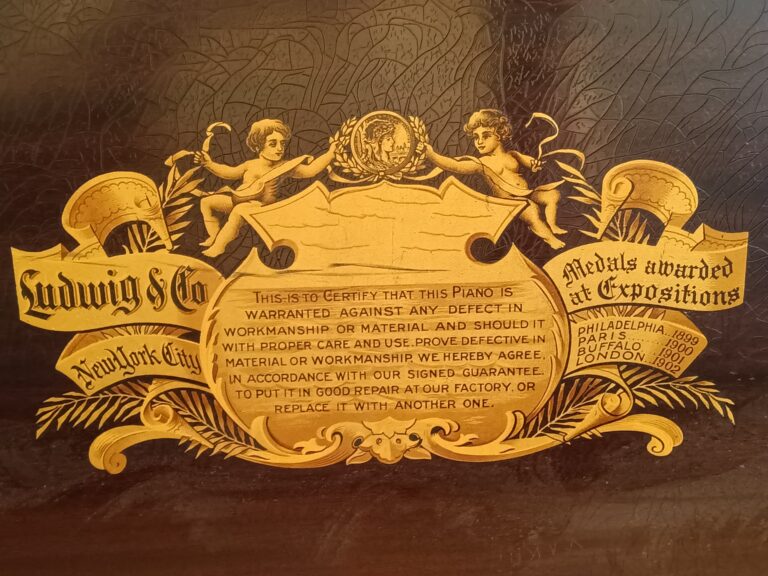 Ludwig & Co
New York City
THIS IS TO CERTIFY THAT THIS PIANO IS
WARRANTED AGAINST ANY DEFECT IN
WORKMANSHIP OR MATERIAL AND SHOULD IT
WITH PROPER CARE AND USE, PROVE DEFECTIVE IN
MATERIAL OR WORKMANSHIP, WE HEREBY AGREE,
IN ACCORDANCE WITH OUR SIGNED GUARANTEE.
TO PUT IT IN GOOD REPAIR AT OUR FACTORY, OR
REPLACE IT WITH ANOTHER ONE.
Medals awarded
at Expositions
PHILADELPHIA. 1899
PARIS 1900
BUFFALO 1901
LONDON 1902